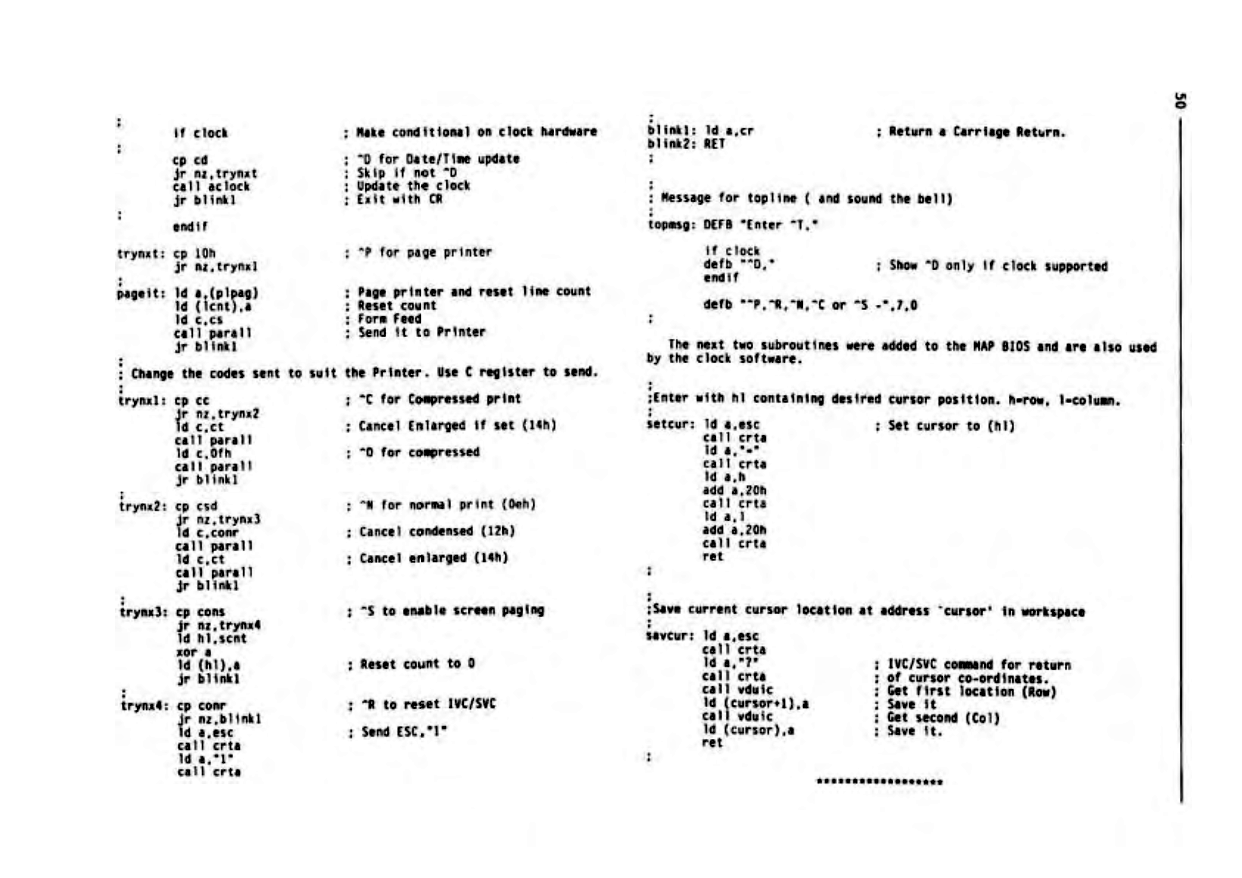 50
;
if clock ; Make conditional on clock hardware
;
cp cd ; ^D for Date/Time update
jr nz,trynxt ; Skip if not ^D
call aclock ; Update the clock
jr blink1 ; Exit with CR
;
endif
trynxt: cp 10h ; ^P for page printer
jr nz,trynx1
;
pageit: ld a,(plpag) ; Page printer and reset line count
ld (lcnt),a ; Reset count
ld c,cs ; Form Feed
call parall ; Send it to Printer
jr blink1
;
; Change the codes sent to suit the Printer. Use C register to send.
;
trynx1: cp cc ; ^C for Compressed print
jr nz,trynx2
ld c,ct ; Cancel Enlarged if set (14h)
call parall
ld c,0fh ; ^O for compressed
call parall
jr blink1
;
trynx2: cp csd ; ^N for normal print (0eh)
jr nz,trynx3
ld c,conr ; Cancel condensed (12h)
call parall
ld c,ct ; Cancel enlarged (14h)
call parall
jr blink1
;
trynx3: cp cons ; ^S to enable screen paging
jr nz,trynx4
ld hl,scnt
xor a
ld (hl),a ; Reset count to 0
jr blink1
;
trynx4: cp conr ; ^R to reset IVC/SVC
jr nz,blink1
ld a,esc ; Send ESC,"1"
call crta
ld a,"1"
call crta
;
blink1: ld a,cr ; Return a Carriage Return.
blink2: RET
;
;
; Message for topline ( and sound the bell)
;
topmsg: DEFB "Enter ^T,"
if clock
defb "^D," ; Show ^D only if clock supported
endif
defb "^P,^R,^N,^C or ^S -",7,0
;
The next two subroutines were added to the MAP BIOS and are also used
by the clock software.
;
;Enter with hl containing desired cursor position. h=row, l=column.
;
setcur: ld a,esc ; Set cursor to (hl)
call crta
ld a,"="
call crta
ld a,h
add a,20h
call crta
ld a,l
add a,20h
call crta
ret
;
;
;Save current cursor location at address 'cursor' in workspace
;
savcur: ld a,esc
call crta
ld a,"?" ; IVC/SVC command for return
call crta ; of cursor co-ordinates.
call vduic ; Get first location (Row)
ld (cursor+1),a ; Save it
call vduic ; Get second (Col)
ld (cursor),a ; Save it.
ret
;
******************